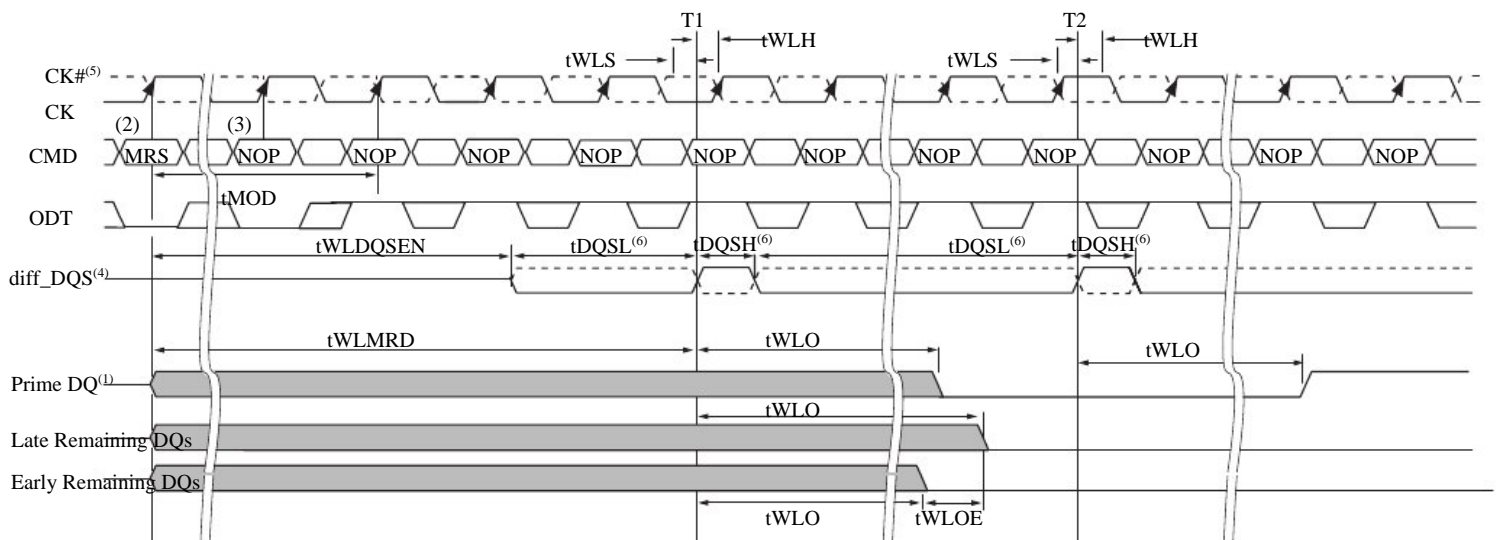 T1 T2
tWLH tWLH
tWLS tWLS
CK#(5)
CK
(2) (3)
CMD MRS NOP NOP NOP NOP NOP NOP NOP NOP NOP NOP NOP
tMOD
ODT
tWLDQSEN tDQSL(6) tDQSH(6) tDQSL(6) tDQSH(6)
diff_DQS(4)
tWLMRD tWLO tWLO
Prime DQ(1)
tWLO
Late Remaining DQs
Early Remaining DQs
tWLO tWLOE